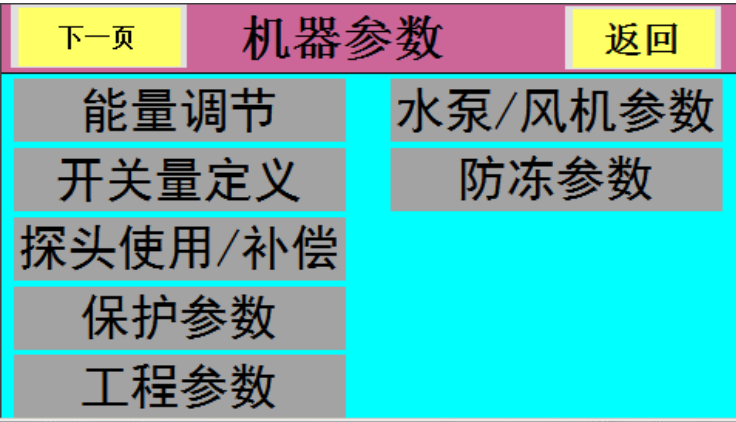 下一页
机器参数
返回
能量调节
水泵/风机参数
开关量定义
防冻参数
探头使用/补偿
保护参数
工程参数